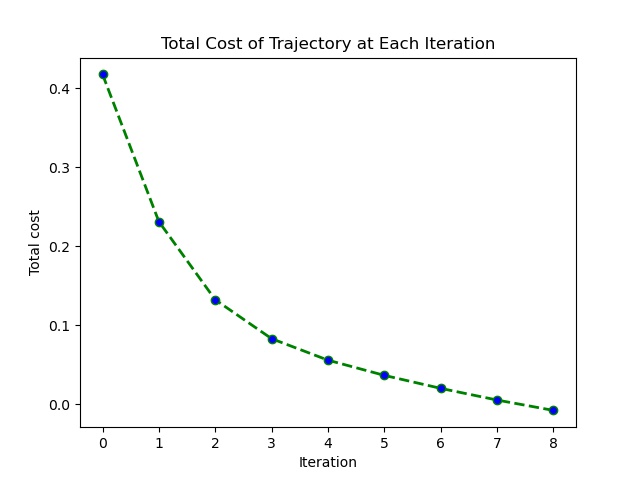 Total Cost of Trajectory at Each Iteration
0.4
0.3
0.2
0.1
0.0
Total cost
0 1 2 3 4 5 6 7 8
Iteration